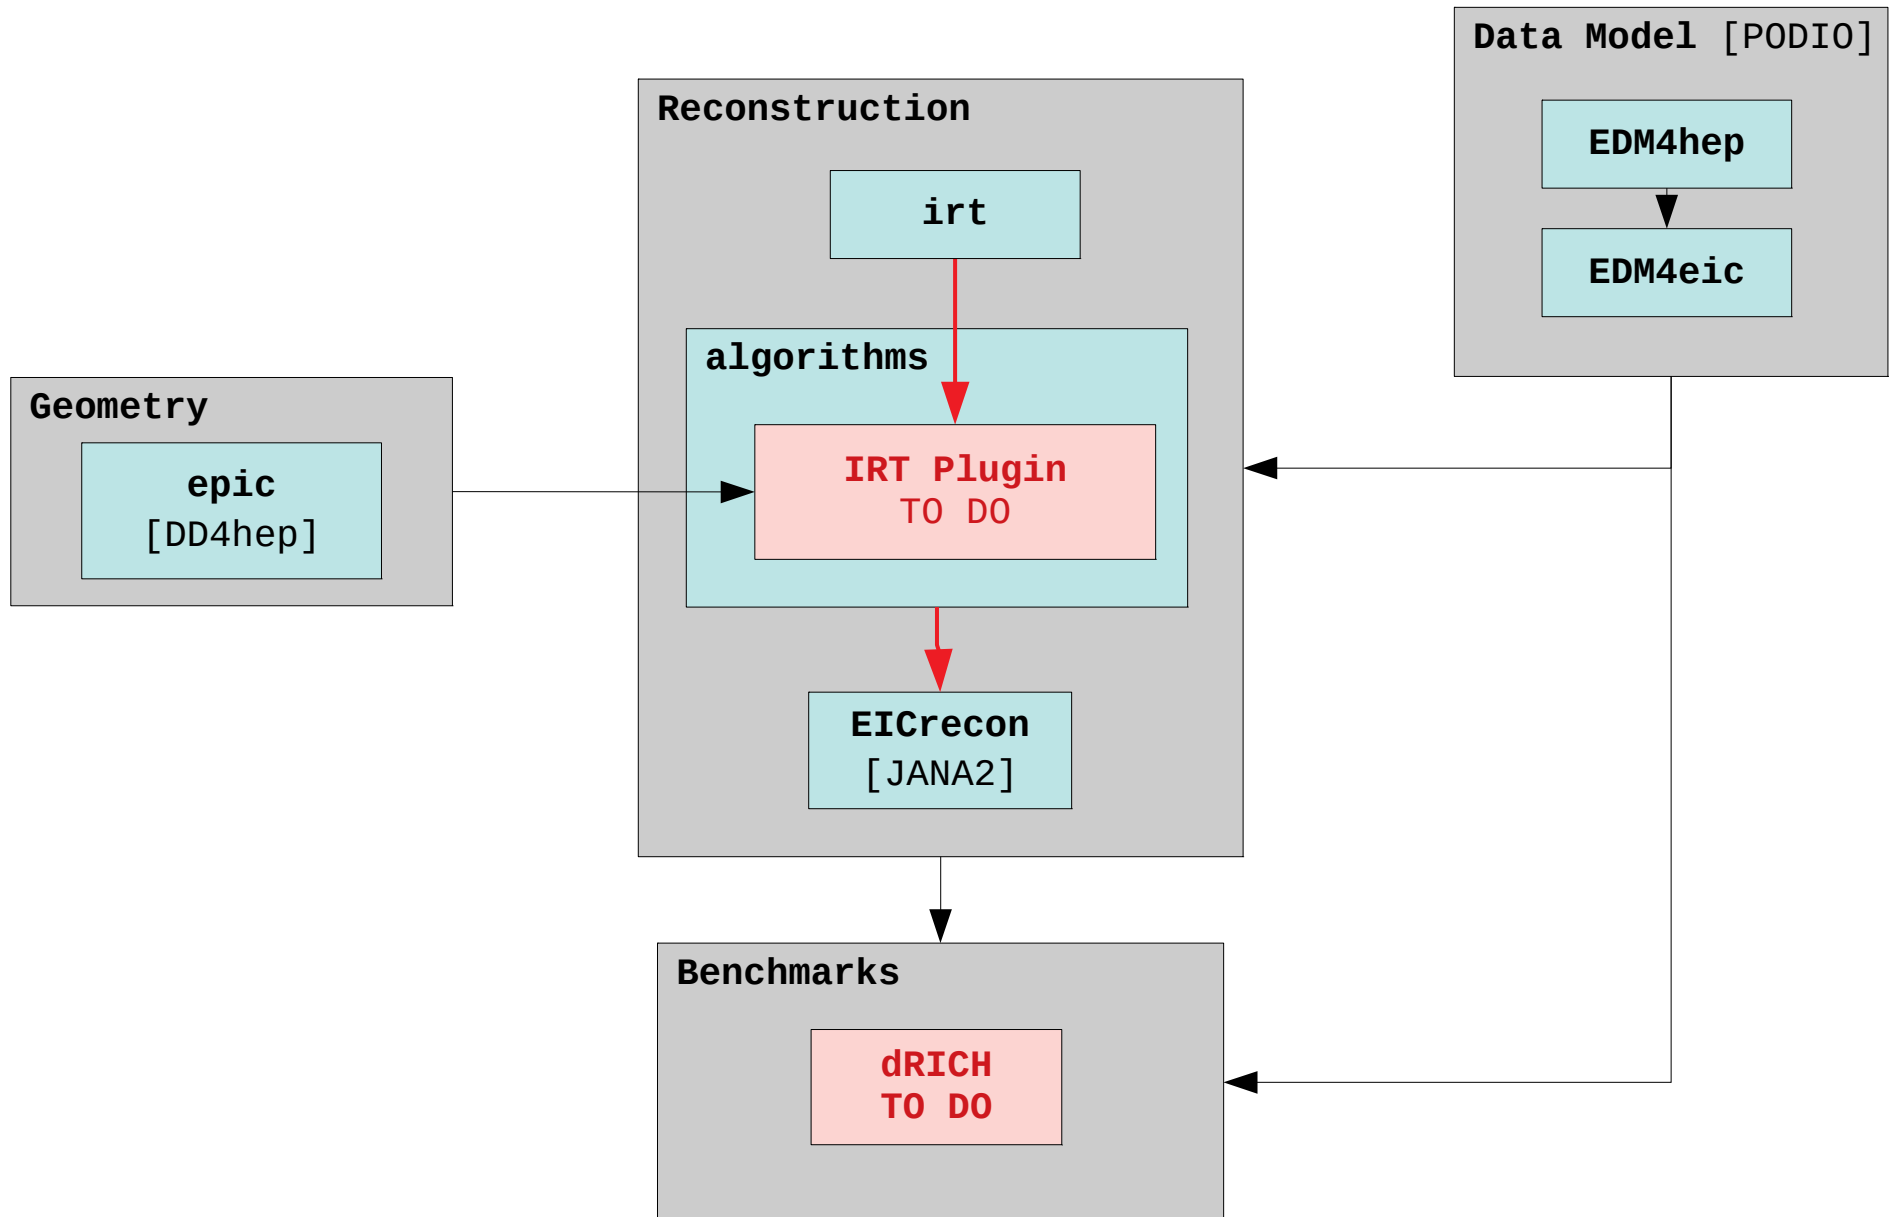 Data Model [PODIO]
EDM4hep
EDM4eic
Reconstruction
irt
algorithms
IRT Plugin
TO DO
EICrecon
[JANA2]
Geometry
epic
[DD4hep]
Benchmarks
dRICH
TO DO